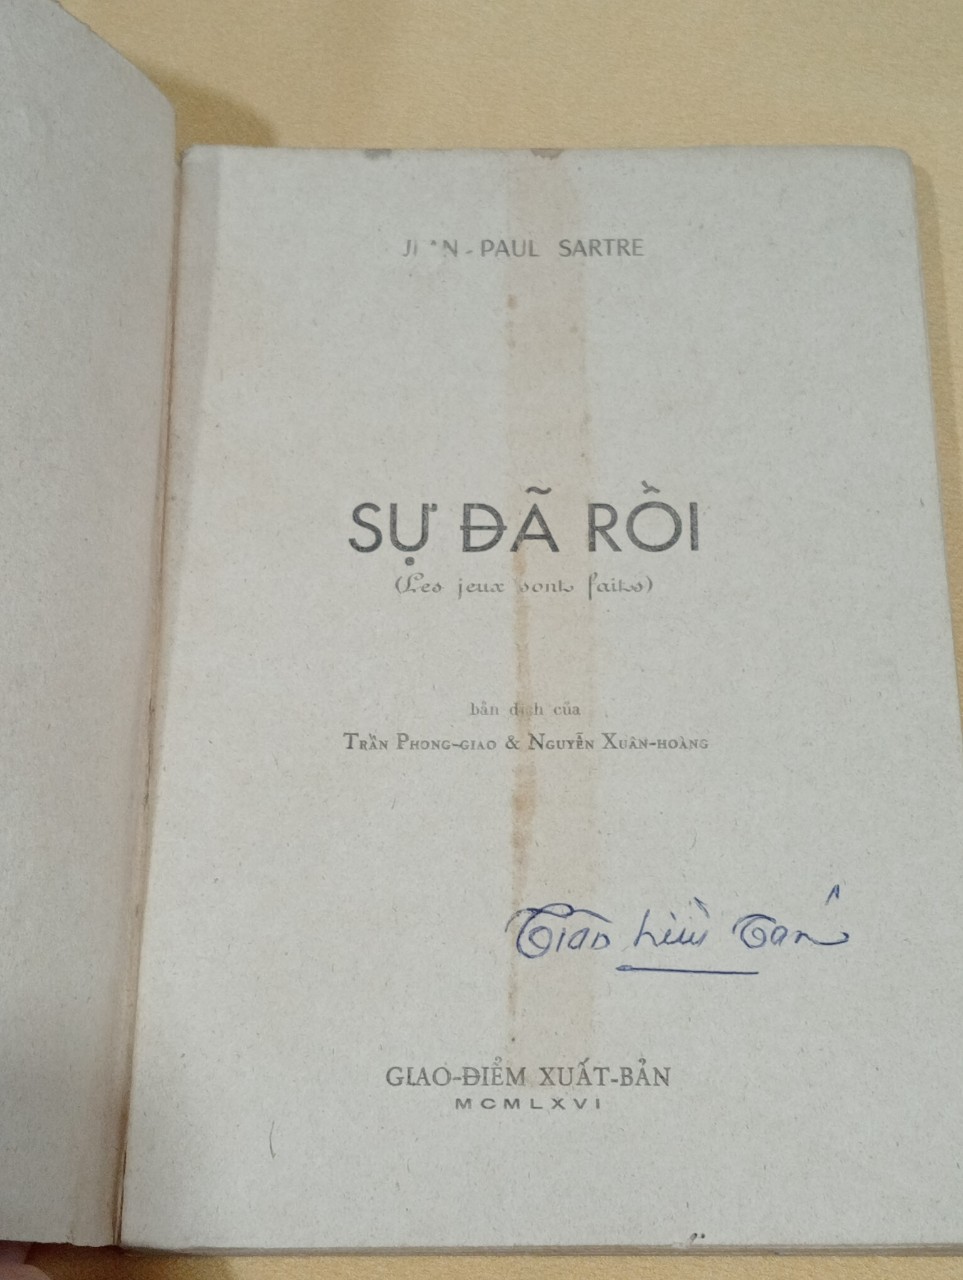 JEAN-PAUL SARTRE
SỰ ĐÃ RỒI
(Les jeux sont faits)
bản dịch của
TRẦN PHONG-GIAO & NGUYỄN XUÂN-HOÀNG
GIAO-ĐIỂM XUẤT-BẢN
MCMLXVI